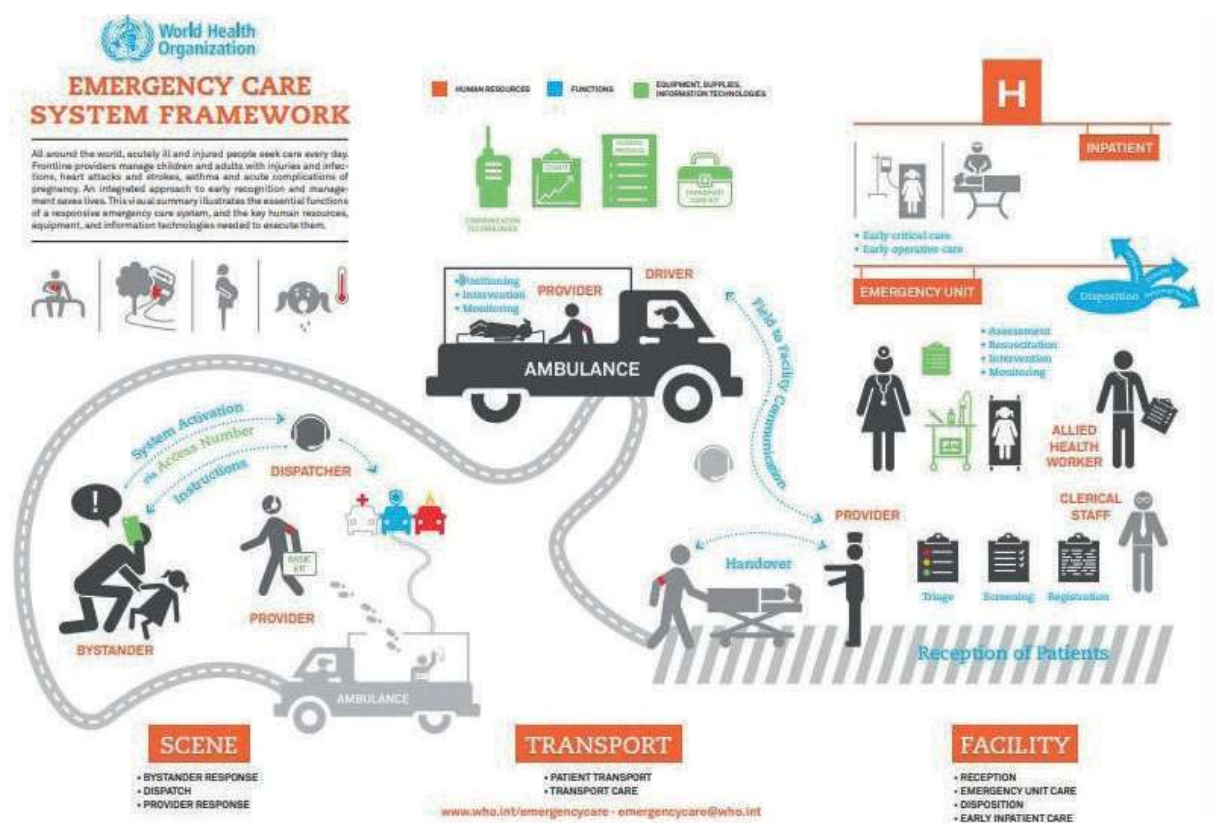 World Health
Organization
EMERGENCY CARE
SYSTEM FRAMEWORK
All around the world, acutely ill and injured people seek care every day.
Frontline providers manage children and adults with injuries and infec-
tions, heart attacks and strokes, asthma and acute complications of
pregnancy. An integrated approach to early recognition and manage-
ment saves lives. This visual summary illustrates the essential functions
of a responsive emergency care system, and the key human resources,
equipment, and information technologies needed to execute them.
HUMAN RESOURCES
FUNCTIONS
EQUIPMENT, SUPPLIES,
INFORMATION TECHNOLOGIES
COMMUNICATION
TECHNOLOGIES
TRANSPORT
CARE KIT
H
INPATIENT
• Early critical care
• Early operative care
EMERGENCY UNIT
Disposition
• Assessment
• Resuscitation
• Intervention
• Monitoring
ALLIED
HEALTH
WORKER
CLERICAL
STAFF
• Positioning
• Intervention
• Monitoring
PROVIDER
DRIVER
AMBULANCE
Field to Facility Communication
System Activation
via Access Number
Instructions
DISPATCHER
!
BYSTANDER
BASIC
KIT
PROVIDER
AMBULANCE
Handover
PROVIDER
Triage
Screening
Registration
Reception of Patients
SCENE
• BYSTANDER RESPONSE
• DISPATCH
• PROVIDER RESPONSE
TRANSPORT
• PATIENT TRANSPORT
• TRANSPORT CARE
www.who.int/emergencycare - emergencycare@who.int
FACILITY
• RECEPTION
• EMERGENCY UNIT CARE
• DISPOSITION
• EARLY INPATIENT CARE